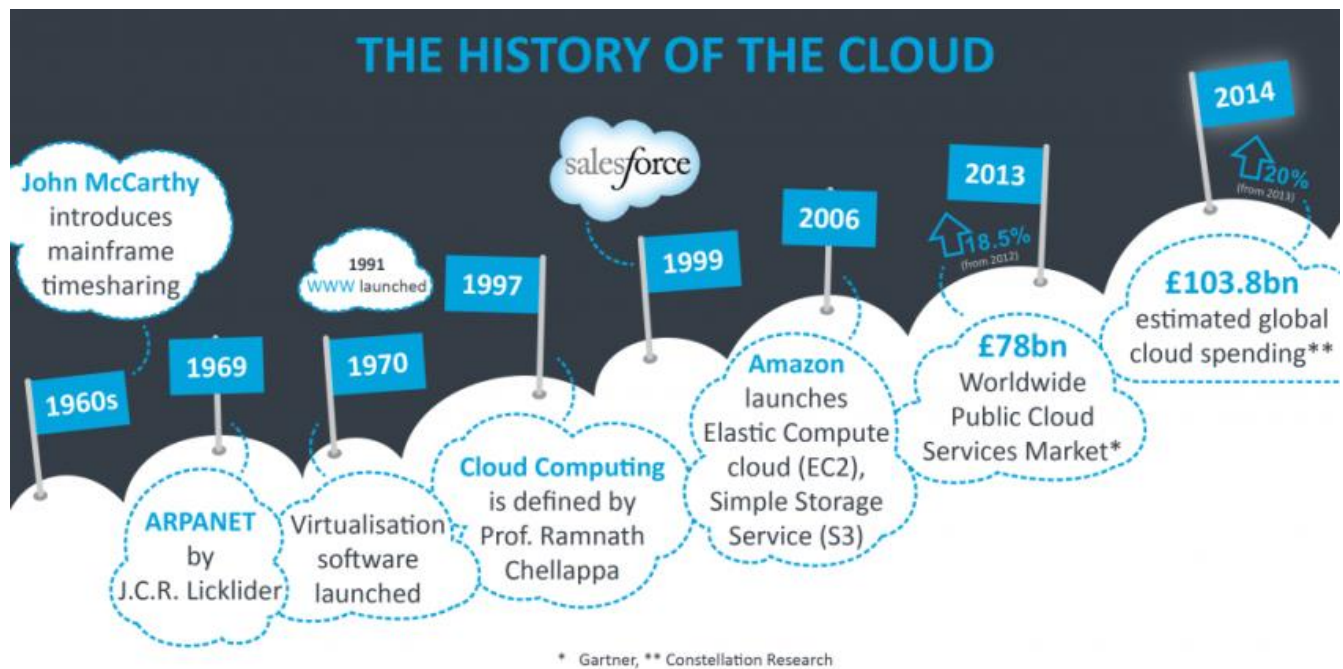 THE HISTORY OF THE CLOUD
John McCarthy
introduces
mainframe
timesharing
1960s
1969
ARPANET
by
J.C.R. Licklider
1970
Virtualisation
software
launched
1991
WWW launched
1997
Cloud Computing
is defined by
Prof. Ramnath
Chellappa
salesforce
1999
2006
Amazon
launches
Elastic Compute
cloud (EC2),
Simple Storage
Service (S3)
2013
18.5%
(from 2012)
£78bn
Worldwide
Public Cloud
Services Market*
2014
20%
(from 2013)
£103.8bn
estimated global
cloud spending**
* Gartner, ** Constellation Research